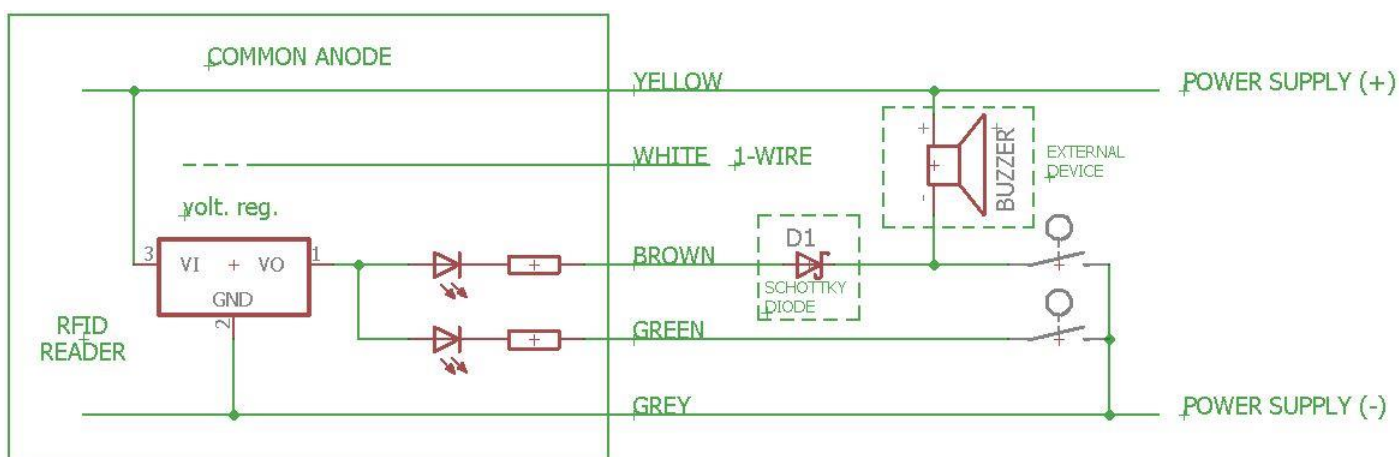 COMMON ANODE
YELLOW
POWER SUPPLY (+)
+
+
WHITE
1-WIRE
BUZZER
EXTERNAL
DEVICE
-
volt. reg.
3
VI
VO
1
GND
2
BROWN
D1
SCHOTTKY
DIODE
RFID
READER
GREEN
GREY
POWER SUPPLY (-)